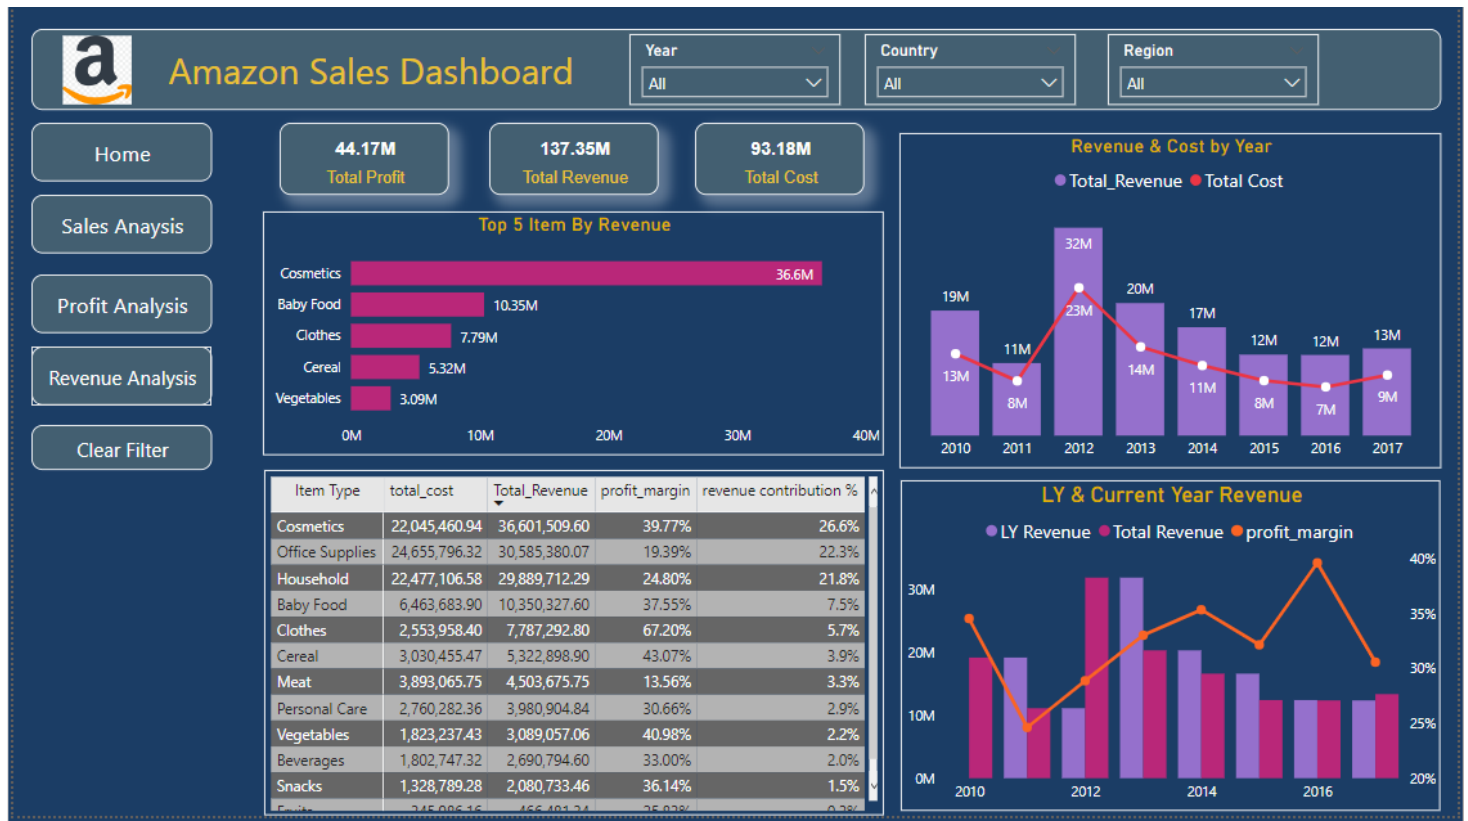 a
Amazon Sales Dashboard
Year
All
Country
All
Region
All
Home
Sales Anaysis
Profit Analysis
Revenue Analysis
Clear Filter
44.17M
Total Profit
137.35M
Total Revenue
93.18M
Total Cost
Top 5 Item By Revenue
Cosmetics 36.6M
Baby Food 10.35M
Clothes 7.79M
Cereal 5.32M
Vegetables 3.09M
0M 10M 20M 30M 40M
Item Type total_cost Total_Revenue profit_margin revenue contribution %
Cosmetics 22,045,460.94 36,601,509.60 39.77% 26.6%
Office Supplies 24,655,796.32 30,585,380.07 19.39% 22.3%
Household 22,477,106.58 29,889,712.29 24.80% 21.8%
Baby Food 6,463,683.90 10,350,327.60 37.55% 7.5%
Clothes 2,553,958.40 7,787,292.80 67.20% 5.7%
Cereal 3,030,455.47 5,322,898.90 43.07% 3.9%
Meat 3,893,065.75 4,503,675.75 13.56% 3.3%
Personal Care 2,760,282.36 3,980,904.84 30.66% 2.9%
Vegetables 1,823,237.43 3,089,057.06 40.98% 2.2%
Beverages 1,802,747.32 2,690,794.60 33.00% 2.0%
Snacks 1,328,789.28 2,080,733.46 36.14% 1.5%
Revenue & Cost by Year
Total_Revenue Total Cost
32M
19M 20M
17M
11M 12M 12M 13M
23M
13M 14M
11M
8M 8M 7M 9M
2010 2011 2012 2013 2014 2015 2016 2017
LY & Current Year Revenue
LY Revenue Total Revenue profit_margin
40%
30M
35%
20M
30%
10M
25%
0M 20%
2010 2012 2014 2016